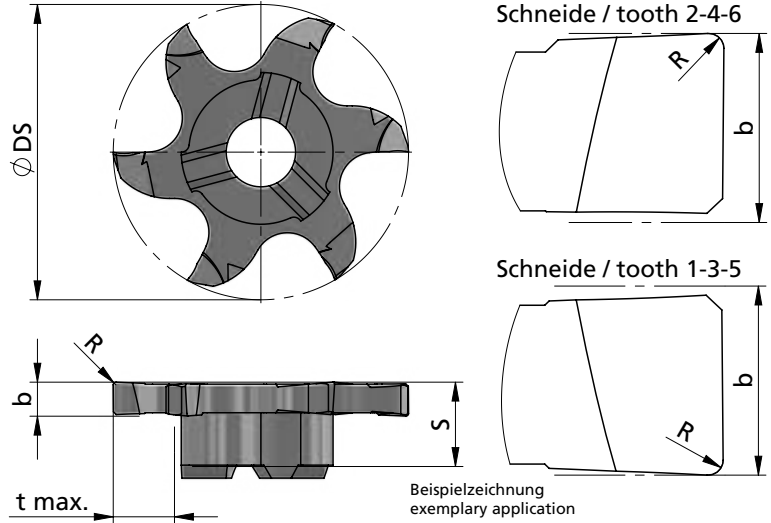 Schneide / tooth 2-4-6
R
b
⌀ DS
Schneide / tooth 1-3-5
R
b
R
b
S
t max.
Beispielzeichnung
exemplary application